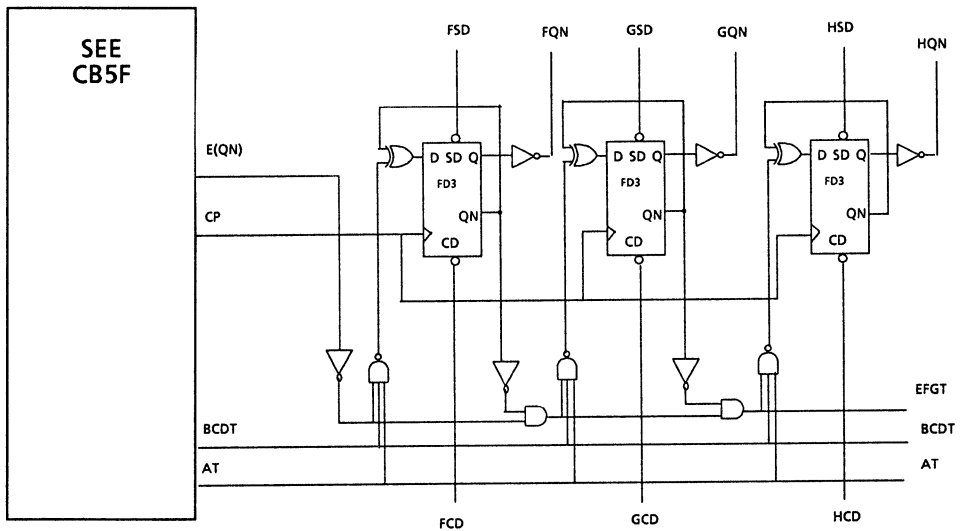 SEE
CB5F
FSD
FQN
GSD
GQN
HSD
HQN
E(QN)
D SD Q
FD3
QN
CD
D SD Q
FD3
QN
CD
D SD Q
FD3
QN
CD
CP
EFGT
BCDT
BCDT
AT
AT
FCD
GCD
HCD